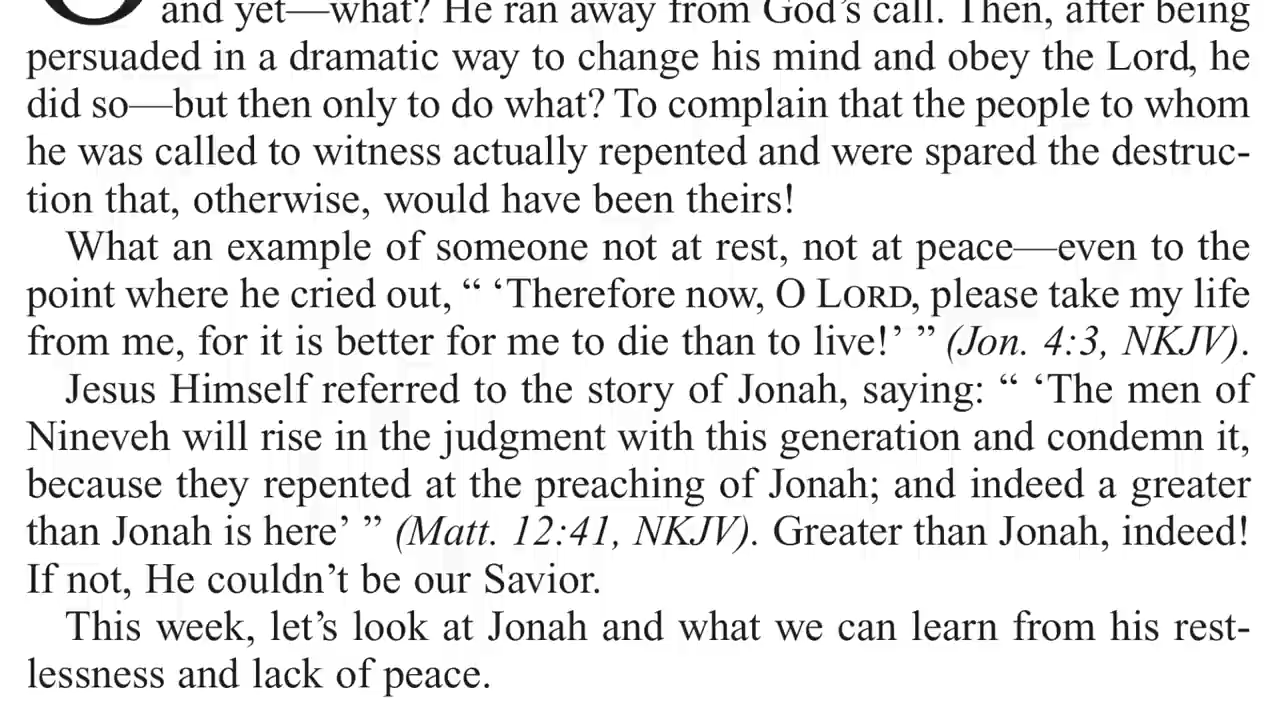 and yet—what? He ran away from God’s call. Then, after being
persuaded in a dramatic way to change his mind and obey the Lord, he
did so—but then only to do what? To complain that the people to whom
he was called to witness actually repented and were spared the destruc-
tion that, otherwise, would have been theirs!
What an example of someone not at rest, not at peace—even to the
point where he cried out, “ ‘Therefore now, O LORD, please take my life
from me, for it is better for me to die than to live!’ ” (Jon. 4:3, NKJV).
Jesus Himself referred to the story of Jonah, saying: “ ‘The men of
Nineveh will rise in the judgment with this generation and condemn it,
because they repented at the preaching of Jonah; and indeed a greater
than Jonah is here’ ” (Matt. 12:41, NKJV). Greater than Jonah, indeed!
If not, He couldn’t be our Savior.
This week, let’s look at Jonah and what we can learn from his rest-
lessness and lack of peace.